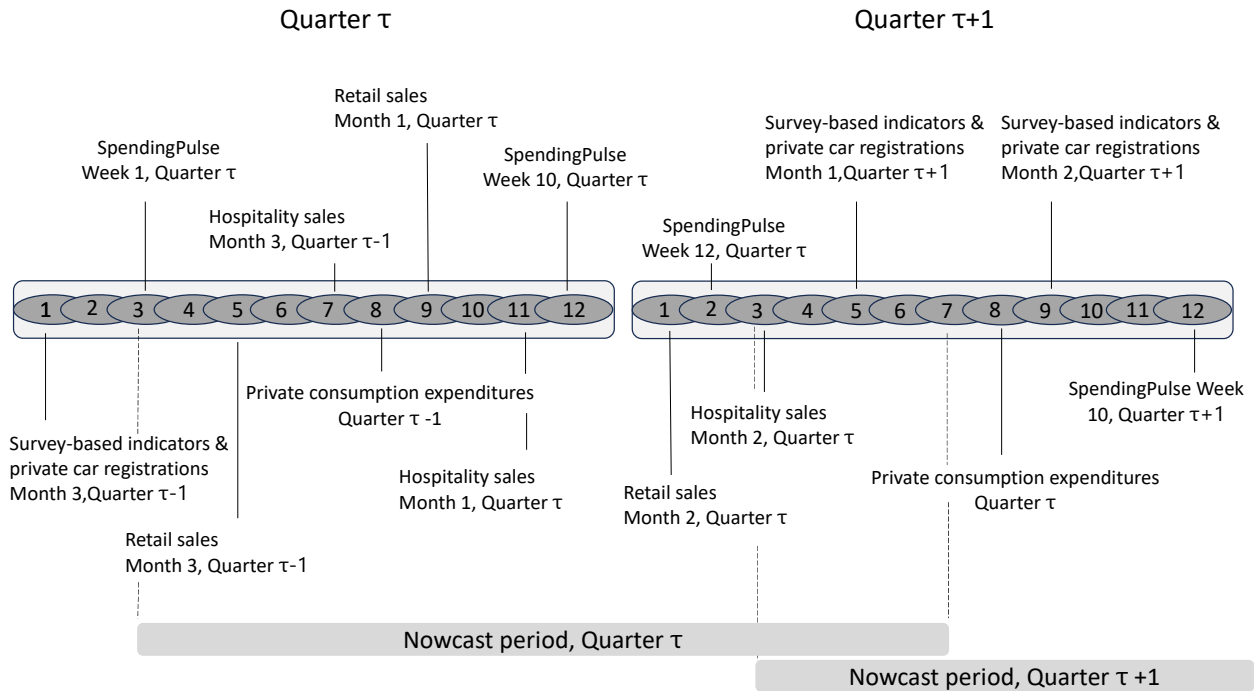 Quarter τ
Quarter τ+1
Retail sales
Month 1, Quarter τ
SpendingPulse
Week 1, Quarter τ
SpendingPulse
Week 10, Quarter τ
Hospitality sales
Month 3, Quarter τ-1
Survey-based indicators &
private car registrations
Month 1,Quarter τ+1
Survey-based indicators &
private car registrations
Month 2,Quarter τ+1
SpendingPulse
Week 12, Quarter τ
1 2 3 4 5 6 7 8 9 10 11 12
1 2 3 4 5 6 7 8 9 10 11 12
Private consumption expenditures
Quarter τ -1
Survey-based indicators &
private car registrations
Month 3,Quarter τ-1
Hospitality sales
Month 1, Quarter τ
Retail sales
Month 3, Quarter τ-1
SpendingPulse Week
10, Quarter τ+1
Hospitality sales
Month 2, Quarter τ
Private consumption expenditures
Quarter τ
Retail sales
Month 2, Quarter τ
Nowcast period, Quarter τ
Nowcast period, Quarter τ +1